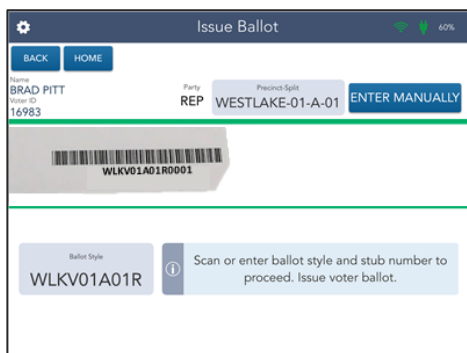 Issue Ballot
60%
BACK
HOME
Name
BRAD PITT
Voter ID
16983
Party
REP
Precinct-Split
WESTLAKE-01-A-01
ENTER MANUALLY
WLKV01A01R0001
Ballot Style
WLKV01A01R
Scan or enter ballot style and stub number to
proceed. Issue voter ballot.